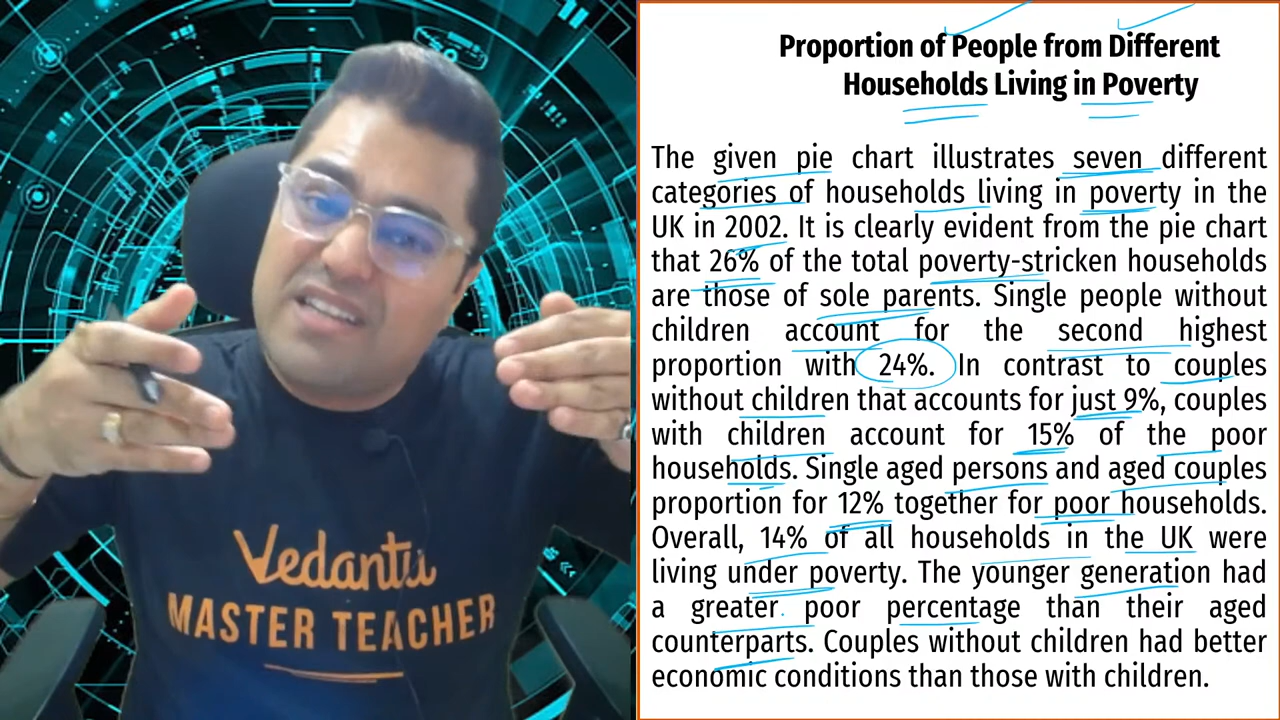 Proportion of People from Different
Households Living in Poverty
The given pie chart illustrates seven different
categories of households living in poverty in the
UK in 2002. It is clearly evident from the pie chart
that 26% of the total poverty-stricken households
are those of sole parents. Single people without
children account for the second highest
proportion with 24%. In contrast to couples
without children that accounts for just 9%, couples
with children account for 15% of the poor
households. Single aged persons and aged couples
proportion for 12% together for poor households.
Overall, 14% of all households in the UK were
living under poverty. The younger generation had
a greater poor percentage than their aged
counterparts. Couples without children had better
economic conditions than those with children.
Vedantu
MASTER TEACHER